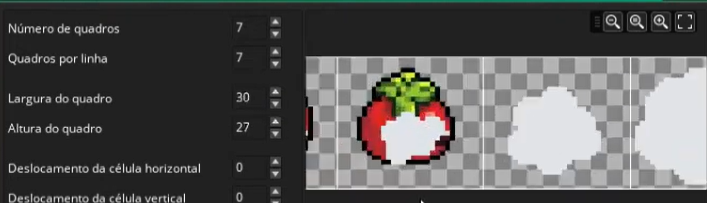 Número de quadros 7
Quadros por linha 7
Largura do quadro 30
Altura do quadro 27
Deslocamento da célula horizontal 0
Deslocamento da célula vertical 0